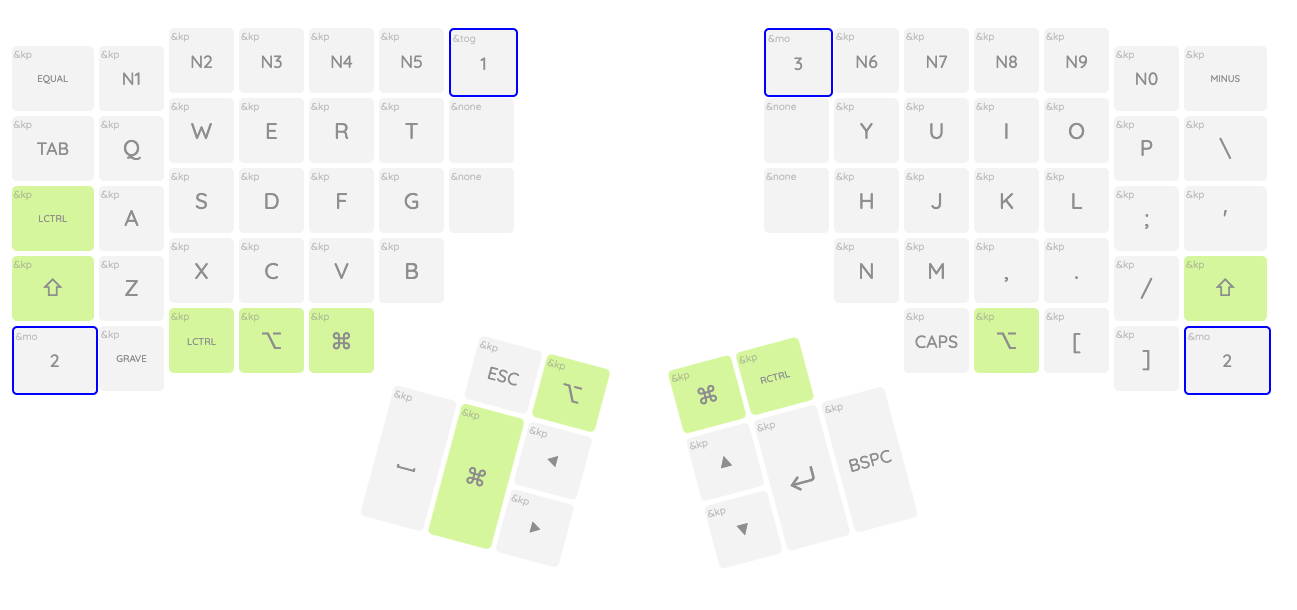 &kp &kp &kp &kp &kp &kp &tog &mo &kp &kp &kp &kp &kp &kp
EQUAL N1 N2 N3 N4 N5 1 3 N6 N7 N8 N9 N0 MINUS
&kp &kp &kp &kp &kp &kp &none &none &kp &kp &kp &kp &kp &kp
TAB Q W E R T Y U I O P \
&kp &kp &kp &kp &kp &kp &none &none &kp &kp &kp &kp &kp &kp
LCTRL A S D F G H J K L ; '
&kp &kp &kp &kp &kp &kp &kp &kp &kp &kp &kp &kp
⇧ Z X C V B N M , . / ⇧
&mo &kp &kp &kp &kp &kp &kp &kp &kp &mo
2 GRAVE LCTRL ⌥ ⌘ CAPS ⌥ [ ] 2
&kp &kp &kp &kp
ESC ⌥ ⌘ RCTRL
&kp &kp &kp &kp &kp &kp
⎵ ⌘ ◀ ▲ ↵ BSPC
&kp &kp
▶ ▼